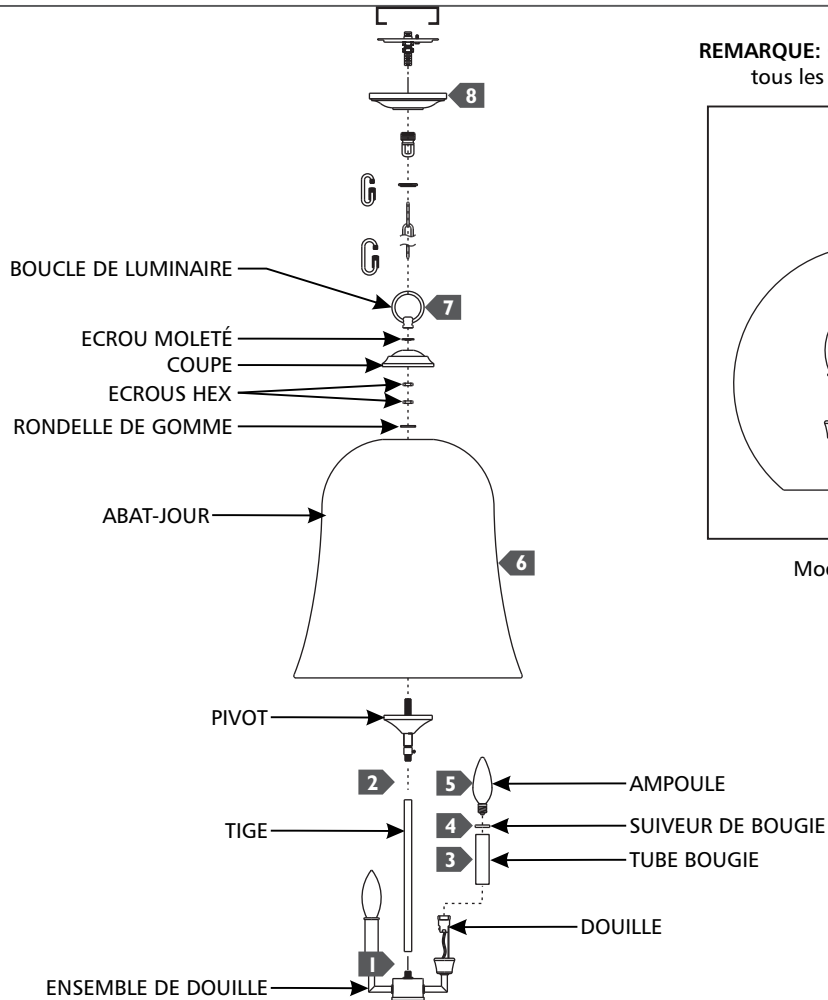 REMARQUE:
tous les
8
BOUCLE DE LUMINAIRE
7
ECROU MOLETÉ
COUPE
ECROUS HEX
RONDELLE DE GOMME
ABAT-JOUR
6
PIVOT
2
5
AMPOULE
4
SUIVEUR DE BOUGIE
TIGE
3
TUBE BOUGIE
DOUILLE
1
ENSEMBLE DE DOUILLE